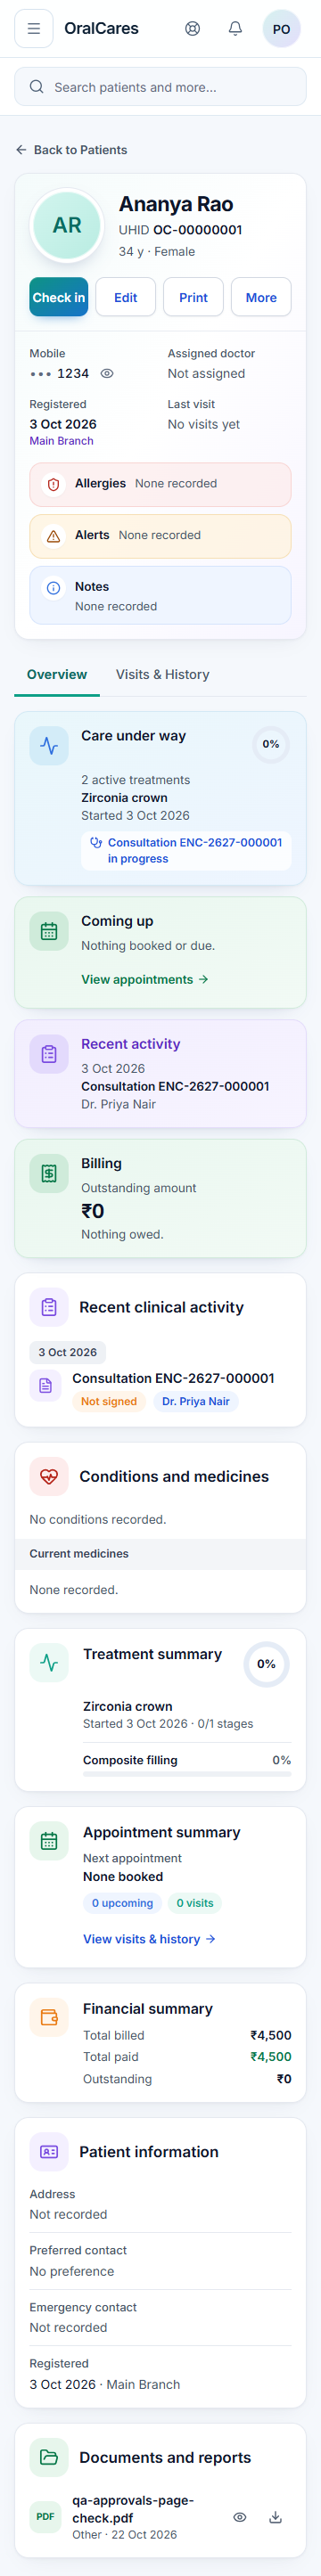 OralCares
PO
Search patients and more...
Back to Patients
AR
Ananya Rao
UHID OC-00000001
34 y · Female
Check in
Edit
Print
More
Mobile
••• 1234
Assigned doctor
Not assigned
Registered
3 Oct 2026
Main Branch
Last visit
No visits yet
Allergies None recorded
Alerts None recorded
Notes
None recorded
Overview
Visits & History
Care under way
0%
2 active treatments
Zirconia crown
Started 3 Oct 2026
Consultation ENC-2627-000001
in progress
Coming up
Nothing booked or due.
View appointments →
Recent activity
3 Oct 2026
Consultation ENC-2627-000001
Dr. Priya Nair
Billing
Outstanding amount
₹0
Nothing owed.
Recent clinical activity
3 Oct 2026
Consultation ENC-2627-000001
Not signed
Dr. Priya Nair
Conditions and medicines
No conditions recorded.
Current medicines
None recorded.
Treatment summary
0%
Zirconia crown
Started 3 Oct 2026 · 0/1 stages
Composite filling 0%
Appointment summary
Next appointment
None booked
0 upcoming
0 visits
View visits & history →
Financial summary
Total billed ₹4,500
Total paid ₹4,500
Outstanding ₹0
Patient information
Address
Not recorded
Preferred contact
No preference
Emergency contact
Not recorded
Registered
3 Oct 2026 · Main Branch
Documents and reports
PDF
qa-approvals-page-
check.pdf
Other · 22 Oct 2026